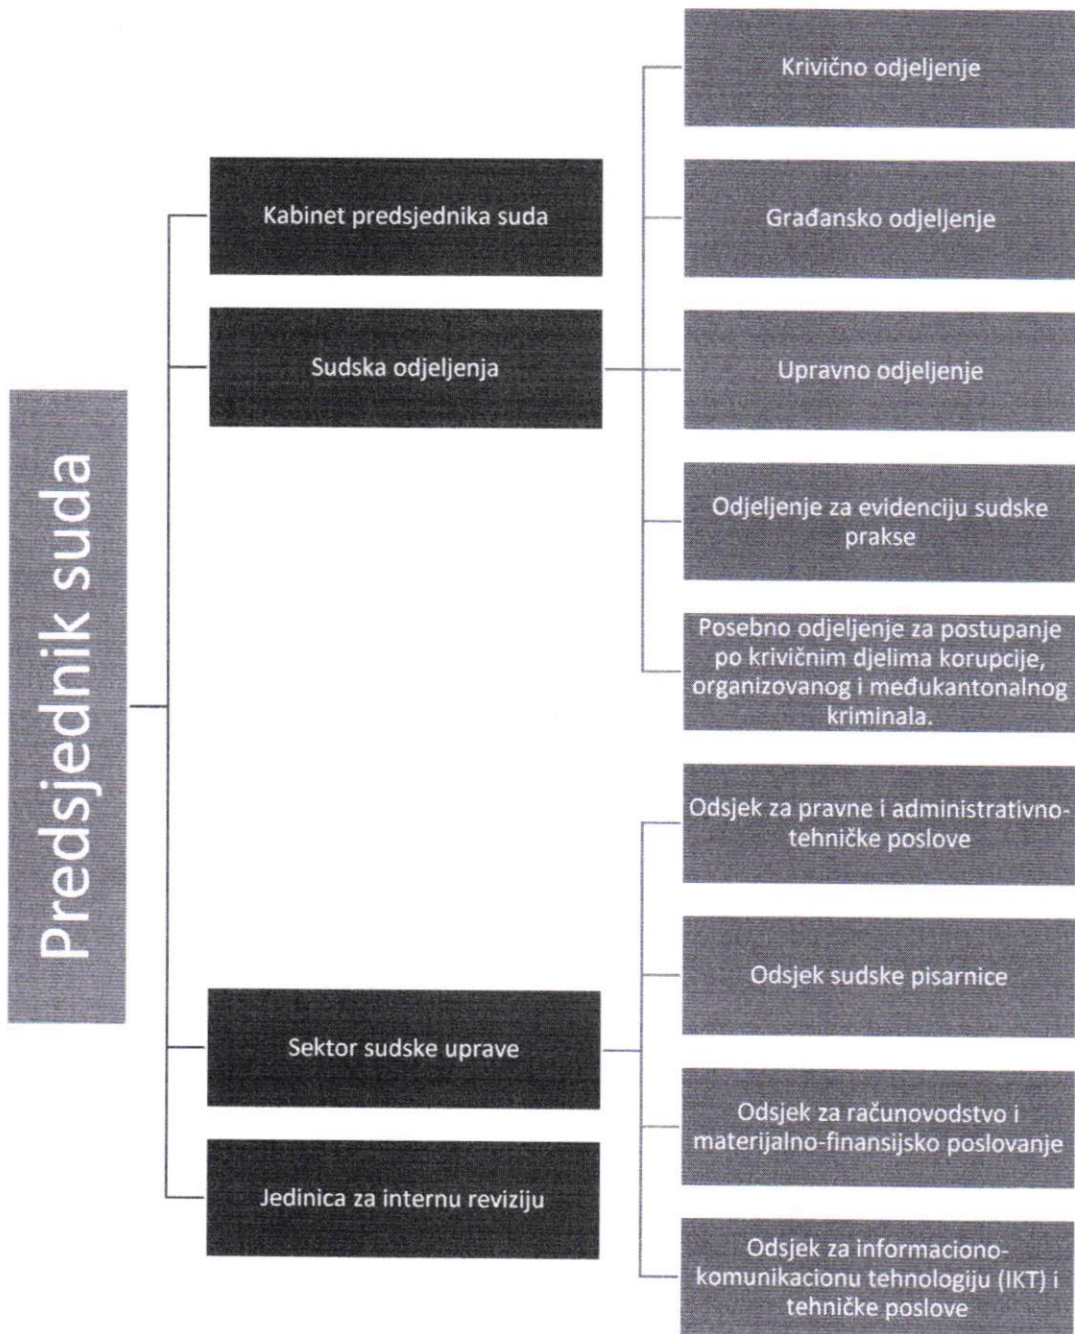 Predsjednik suda
Kabinet predsjednika suda
Sudska odjeljenja
Krivično odjeljenje
Građansko odjeljenje
Upravno odjeljenje
Odjeljenje za evidenciju sudske
prakse
Posebno odjeljenje za postupanje
po krivičnim djelima korupcije,
organizovanog i međukantonalnog
kriminala.
Sektor sudske uprave
Odsjek za pravne i administrativno-
tehničke poslove
Odsjek sudske pisarnice
Odsjek za računovodstvo i
materijalno-finansijsko poslovanje
Odsjek za informaciono-
komunikacionu tehnologiju (IKT) i
tehničke poslove
Jedinica za internu reviziju